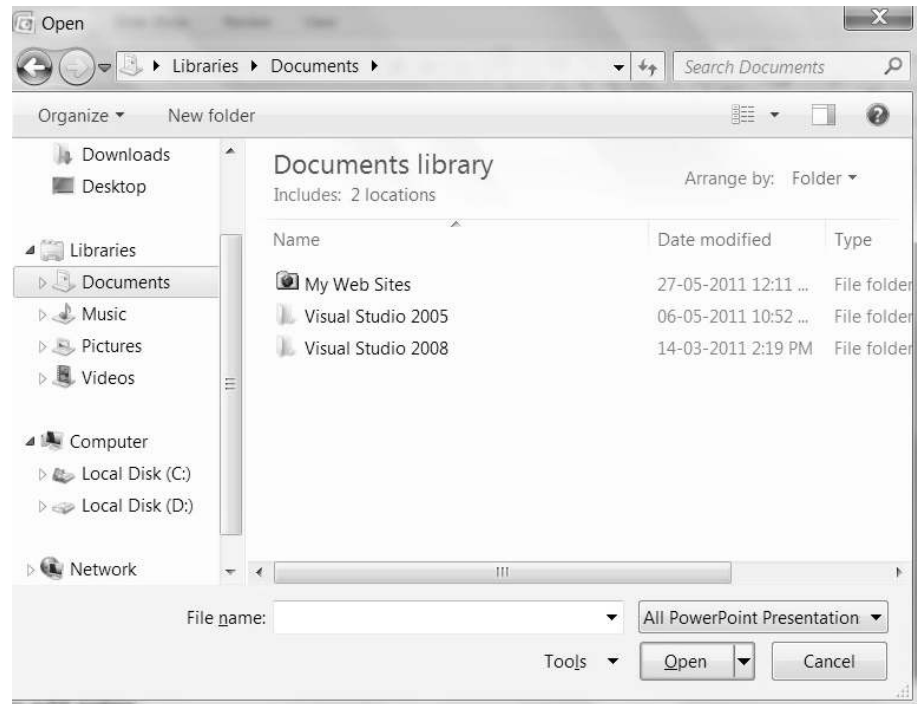 Open
Libraries Documents
Search Documents
Organize New folder
Downloads
Desktop
Libraries
Documents
Music
Pictures
Videos
Computer
Local Disk (C:)
Local Disk (D:)
Network
Documents library
Includes: 2 locations
Arrange by: Folder
Name Date modified Type
My Web Sites 27-05-2011 12:11 ... File folder
Visual Studio 2005 06-05-2011 10:52 ... File folder
Visual Studio 2008 14-03-2011 2:19 PM File folder
File name:
All PowerPoint Presentation
Tools Open Cancel